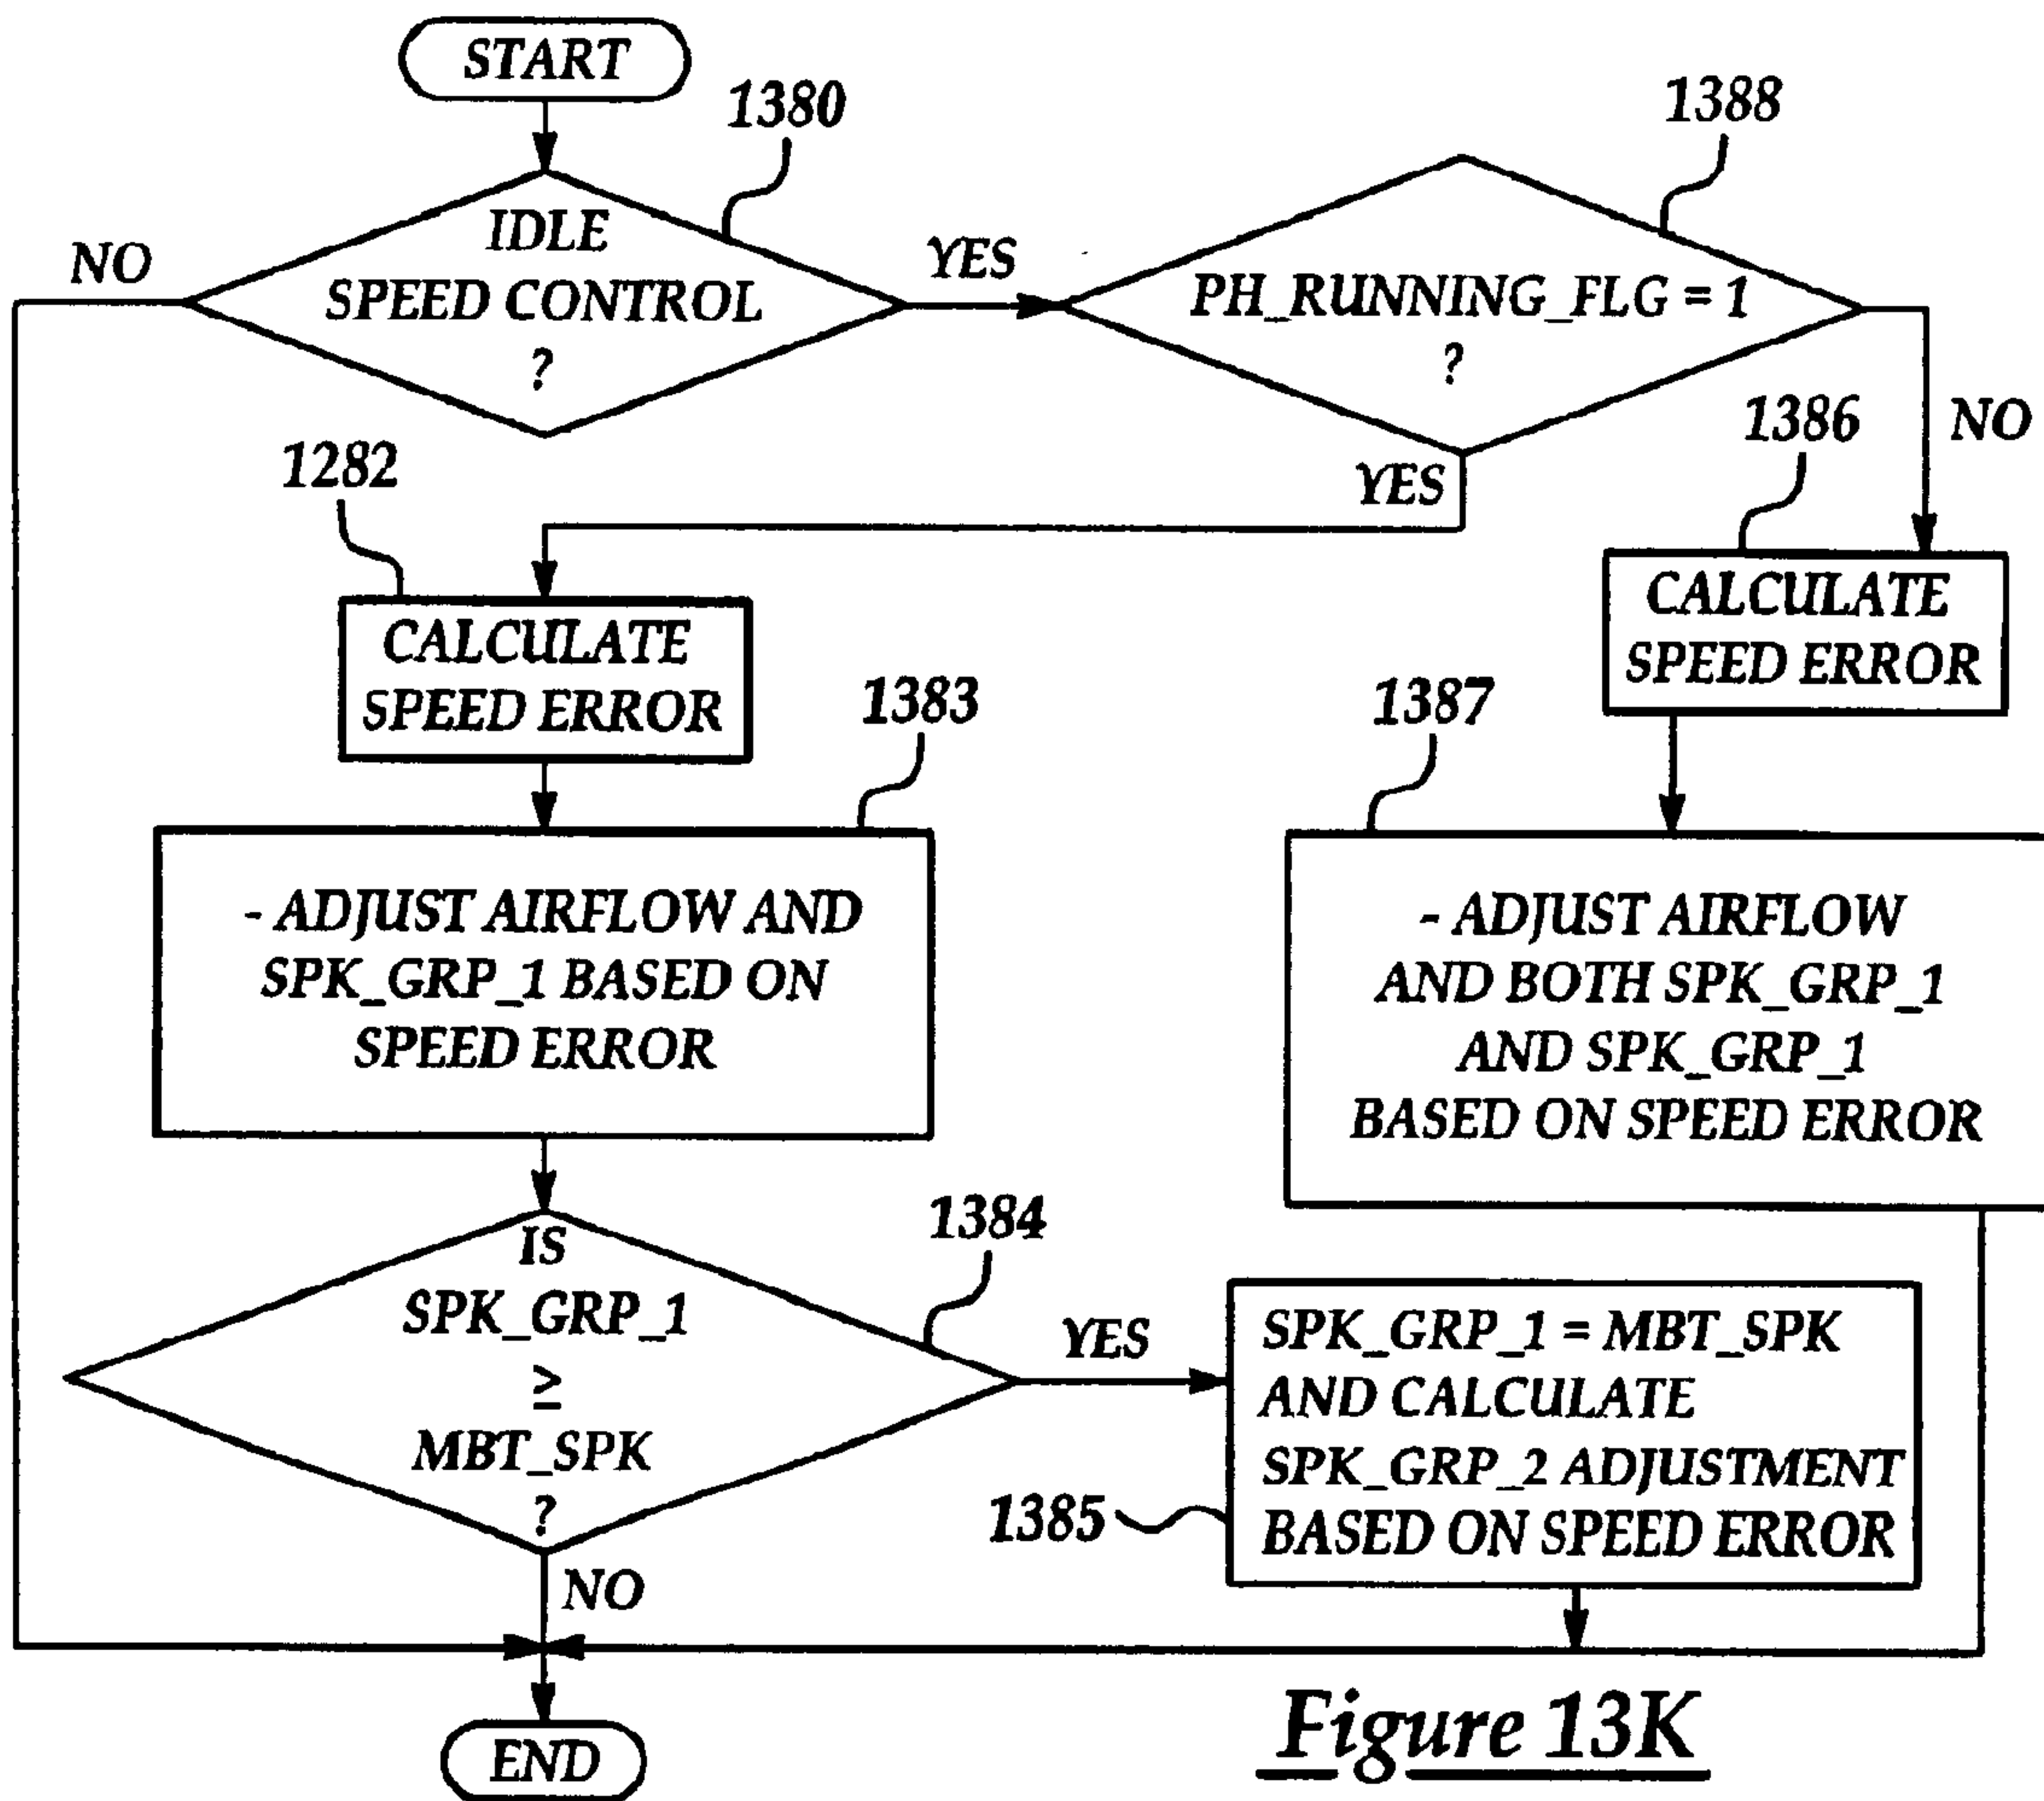 START
1380
1388
IDLE
SPEED CONTROL
?
NO
YES
PH_RUNNING_FLG = 1
?
1386
NO
YES
1282
CALCULATE
SPEED ERROR
CALCULATE
SPEED ERROR
1383
1387
- ADJUST AIRFLOW AND
SPK_GRP_1 BASED ON
SPEED ERROR
- ADJUST AIRFLOW
AND BOTH SPK_GRP_1
AND SPK_GRP_1
BASED ON SPEED ERROR
1384
IS
SPK_GRP_1
≥
MBT_SPK
?
YES
SPK_GRP_1 = MBT_SPK
AND CALCULATE
SPK_GRP_2 ADJUSTMENT
BASED ON SPEED ERROR
1385
NO
END
Figure 13K